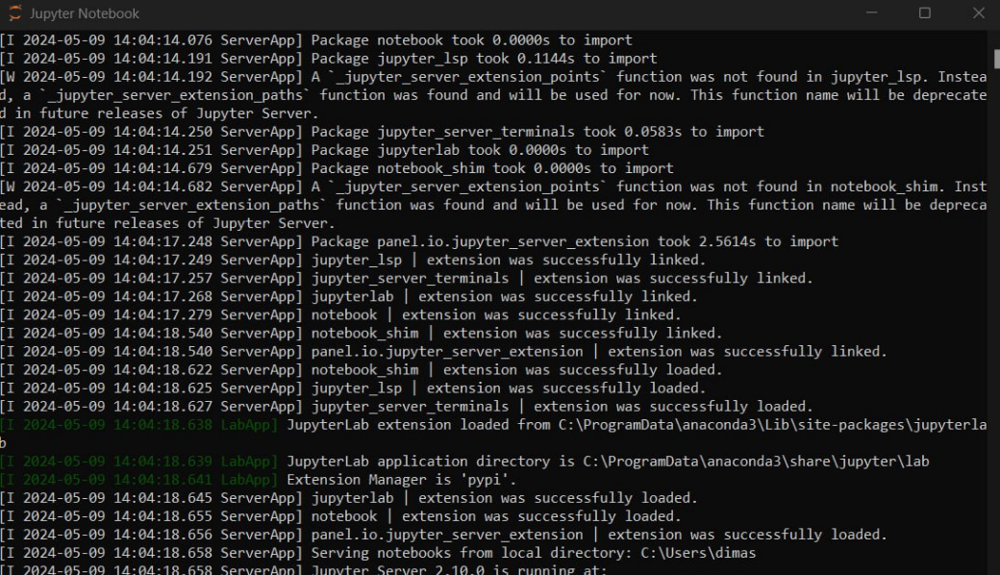 Jupyter Notebook
[I 2024-05-09 14:04:14.076 ServerApp] Package notebook took 0.0000s to import
[I 2024-05-09 14:04:14.191 ServerApp] Package jupyter_lsp took 0.1144s to import
[W 2024-05-09 14:04:14.192 ServerApp] A `_jupyter_server_extension_points` function was not found in jupyter_lsp. Instea
d, a `_jupyter_server_extension_paths` function was found and will be used for now. This function name will be deprecate
d in future releases of Jupyter Server.
[I 2024-05-09 14:04:14.250 ServerApp] Package jupyter_server_terminals took 0.0583s to import
[I 2024-05-09 14:04:14.251 ServerApp] Package jupyterlab took 0.0000s to import
[I 2024-05-09 14:04:14.679 ServerApp] Package notebook_shim took 0.0000s to import
[W 2024-05-09 14:04:14.682 ServerApp] A `_jupyter_server_extension_points` function was not found in notebook_shim. Inst
ead, a `_jupyter_server_extension_paths` function was found and will be used for now. This function name will be depreca
ted in future releases of Jupyter Server.
[I 2024-05-09 14:04:17.248 ServerApp] Package panel.io.jupyter_server_extension took 2.5614s to import
[I 2024-05-09 14:04:17.249 ServerApp] jupyter_lsp | extension was successfully linked.
[I 2024-05-09 14:04:17.257 ServerApp] jupyter_server_terminals | extension was successfully linked.
[I 2024-05-09 14:04:17.268 ServerApp] jupyterlab | extension was successfully linked.
[I 2024-05-09 14:04:17.279 ServerApp] notebook | extension was successfully linked.
[I 2024-05-09 14:04:18.540 ServerApp] notebook_shim | extension was successfully linked.
[I 2024-05-09 14:04:18.540 ServerApp] panel.io.jupyter_server_extension | extension was successfully linked.
[I 2024-05-09 14:04:18.622 ServerApp] notebook_shim | extension was successfully loaded.
[I 2024-05-09 14:04:18.625 ServerApp] jupyter_lsp | extension was successfully loaded.
[I 2024-05-09 14:04:18.627 ServerApp] jupyter_server_terminals | extension was successfully loaded.
[I 2024-05-09 14:04:18.638 LabApp] JupyterLab extension loaded from C:\ProgramData\anaconda3\Lib\site-packages\jupyterla
b
[I 2024-05-09 14:04:18.639 LabApp] JupyterLab application directory is C:\ProgramData\anaconda3\share\jupyter\lab
[I 2024-05-09 14:04:18.641 LabApp] Extension Manager is 'pypi'.
[I 2024-05-09 14:04:18.645 ServerApp] jupyterlab | extension was successfully loaded.
[I 2024-05-09 14:04:18.655 ServerApp] notebook | extension was successfully loaded.
[I 2024-05-09 14:04:18.656 ServerApp] panel.io.jupyter_server_extension | extension was successfully loaded.
[I 2024-05-09 14:04:18.658 ServerApp] Serving notebooks from local directory: C:\Users\dimas
[I 2024-05-09 14:04:18.658 ServerApp] Jupyter Server 2.10.0 is running at: